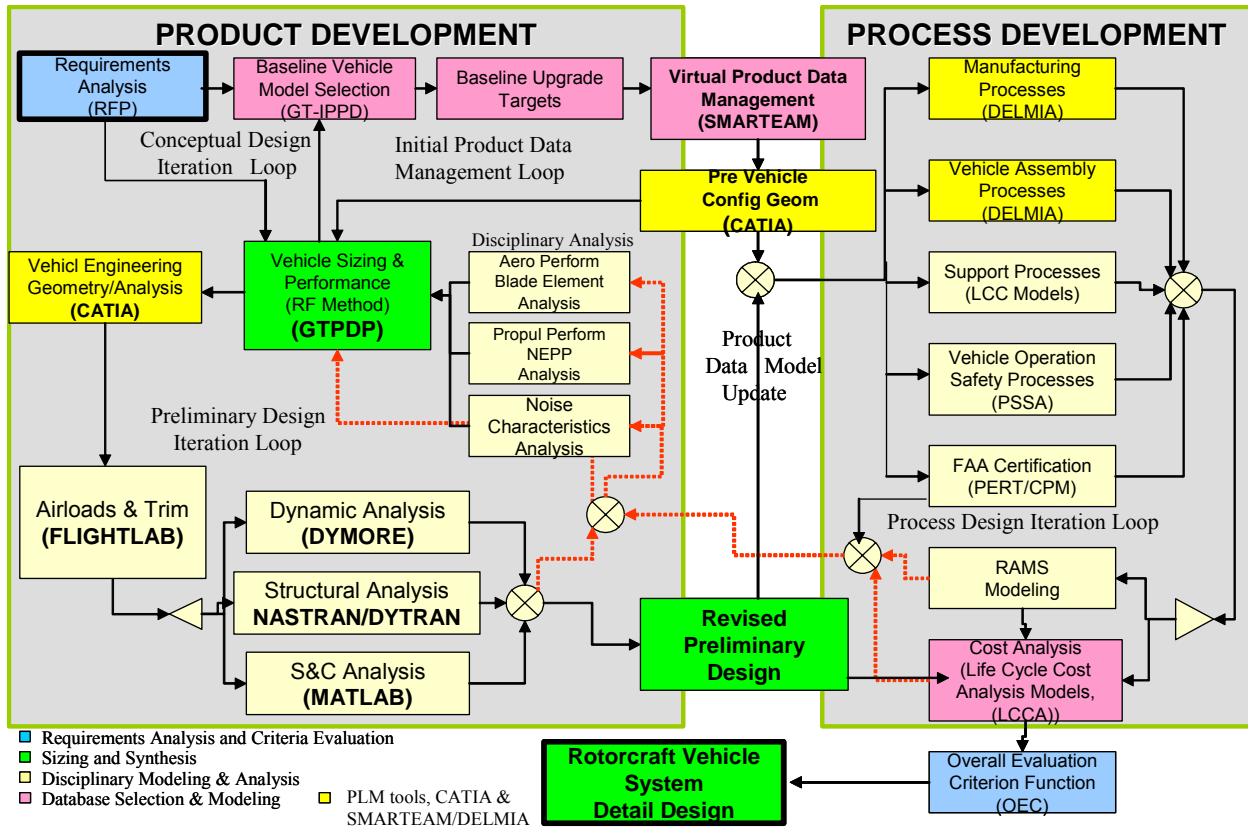 PRODUCT DEVELOPMENT
PROCESS DEVELOPMENT
Requirements
Analysis
(RFP)
Baseline Vehicle
Model Selection
(GT-IPPD)
Baseline Upgrade
Targets
Virtual Product Data
Management
(SMARTEAM)
Manufacturing
Processes
(DELMIA)
Conceptual Design
Iteration Loop
Initial Product Data
Management Loop
Pre Vehicle
Config Geom
(CATIA)
Vehicle Assembly
Processes
(DELMIA)
Vehicl Engineering
Geometry/Analysis
(CATIA)
Vehicle Sizing &
Performance
(RF Method)
(GTPDP)
Disciplinary Analysis
Aero Perform
Blade Element
Analysis
Propul Perform
NEPP
Analysis
Noise
Characteristics
Analysis
Support Processes
(LCC Models)
Product
Data Model
Update
Vehicle Operation
Safety Processes
(PSSA)
Preliminary Design
Iteration Loop
FAA Certification
(PERT/CPM)
Process Design Iteration Loop
Airloads & Trim
(FLIGHTLAB)
Dynamic Analysis
(DYMORE)
Structural Analysis
NASTRAN/DYTRAN
S&C Analysis
(MATLAB)
Revised
Preliminary
Design
RAMS
Modeling
Cost Analysis
(Life Cycle Cost
Analysis Models,
(LCCA))
Requirements Analysis and Criteria Evaluation
Sizing and Synthesis
Disciplinary Modeling & Analysis
Database Selection & Modeling
PLM tools, CATIA &
SMARTEAM/DELMIA
Rotorcraft Vehicle
System
Detail Design
Overall Evaluation
Criterion Function
(OEC)